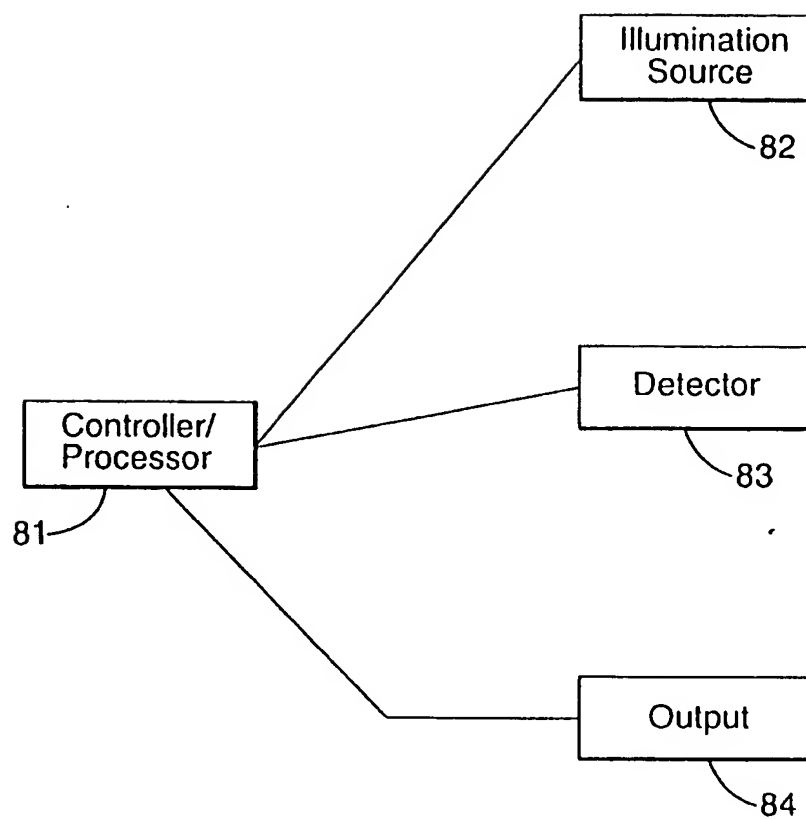 Illumination
Source
82
Detector
83
Controller/
Processor
81
Output
84